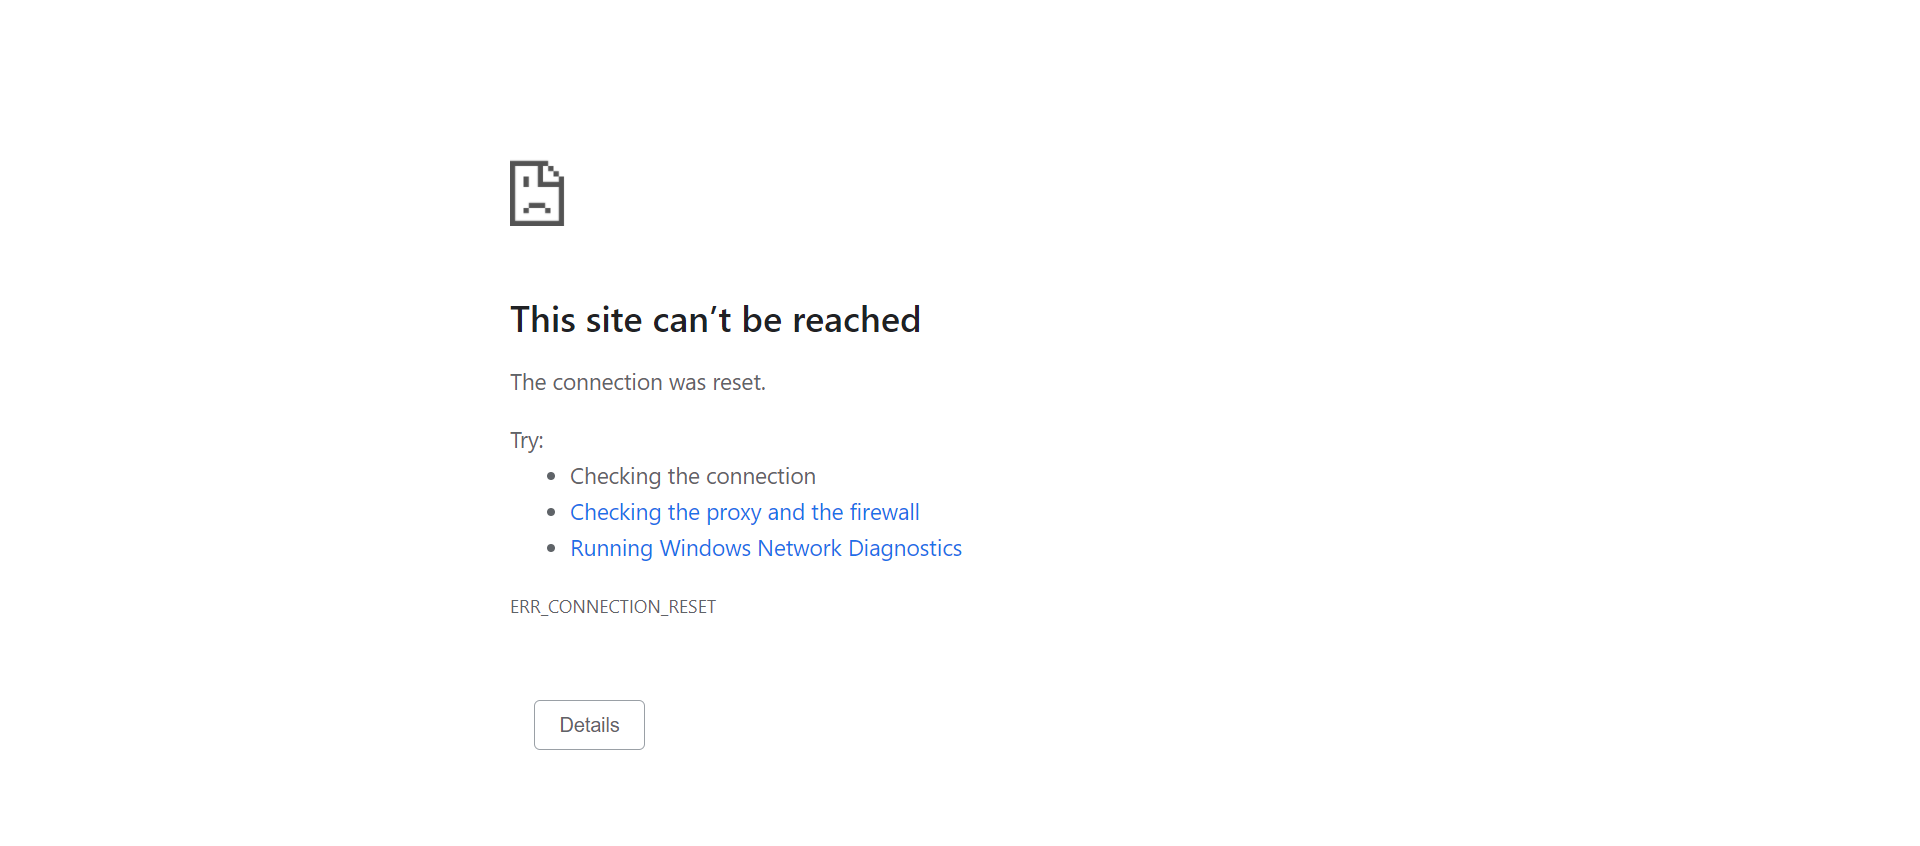 This site can’t be reached
The connection was reset.
Try:
Checking the connection
Checking the proxy and the firewall
Running Windows Network Diagnostics
ERR_CONNECTION_RESET
Details